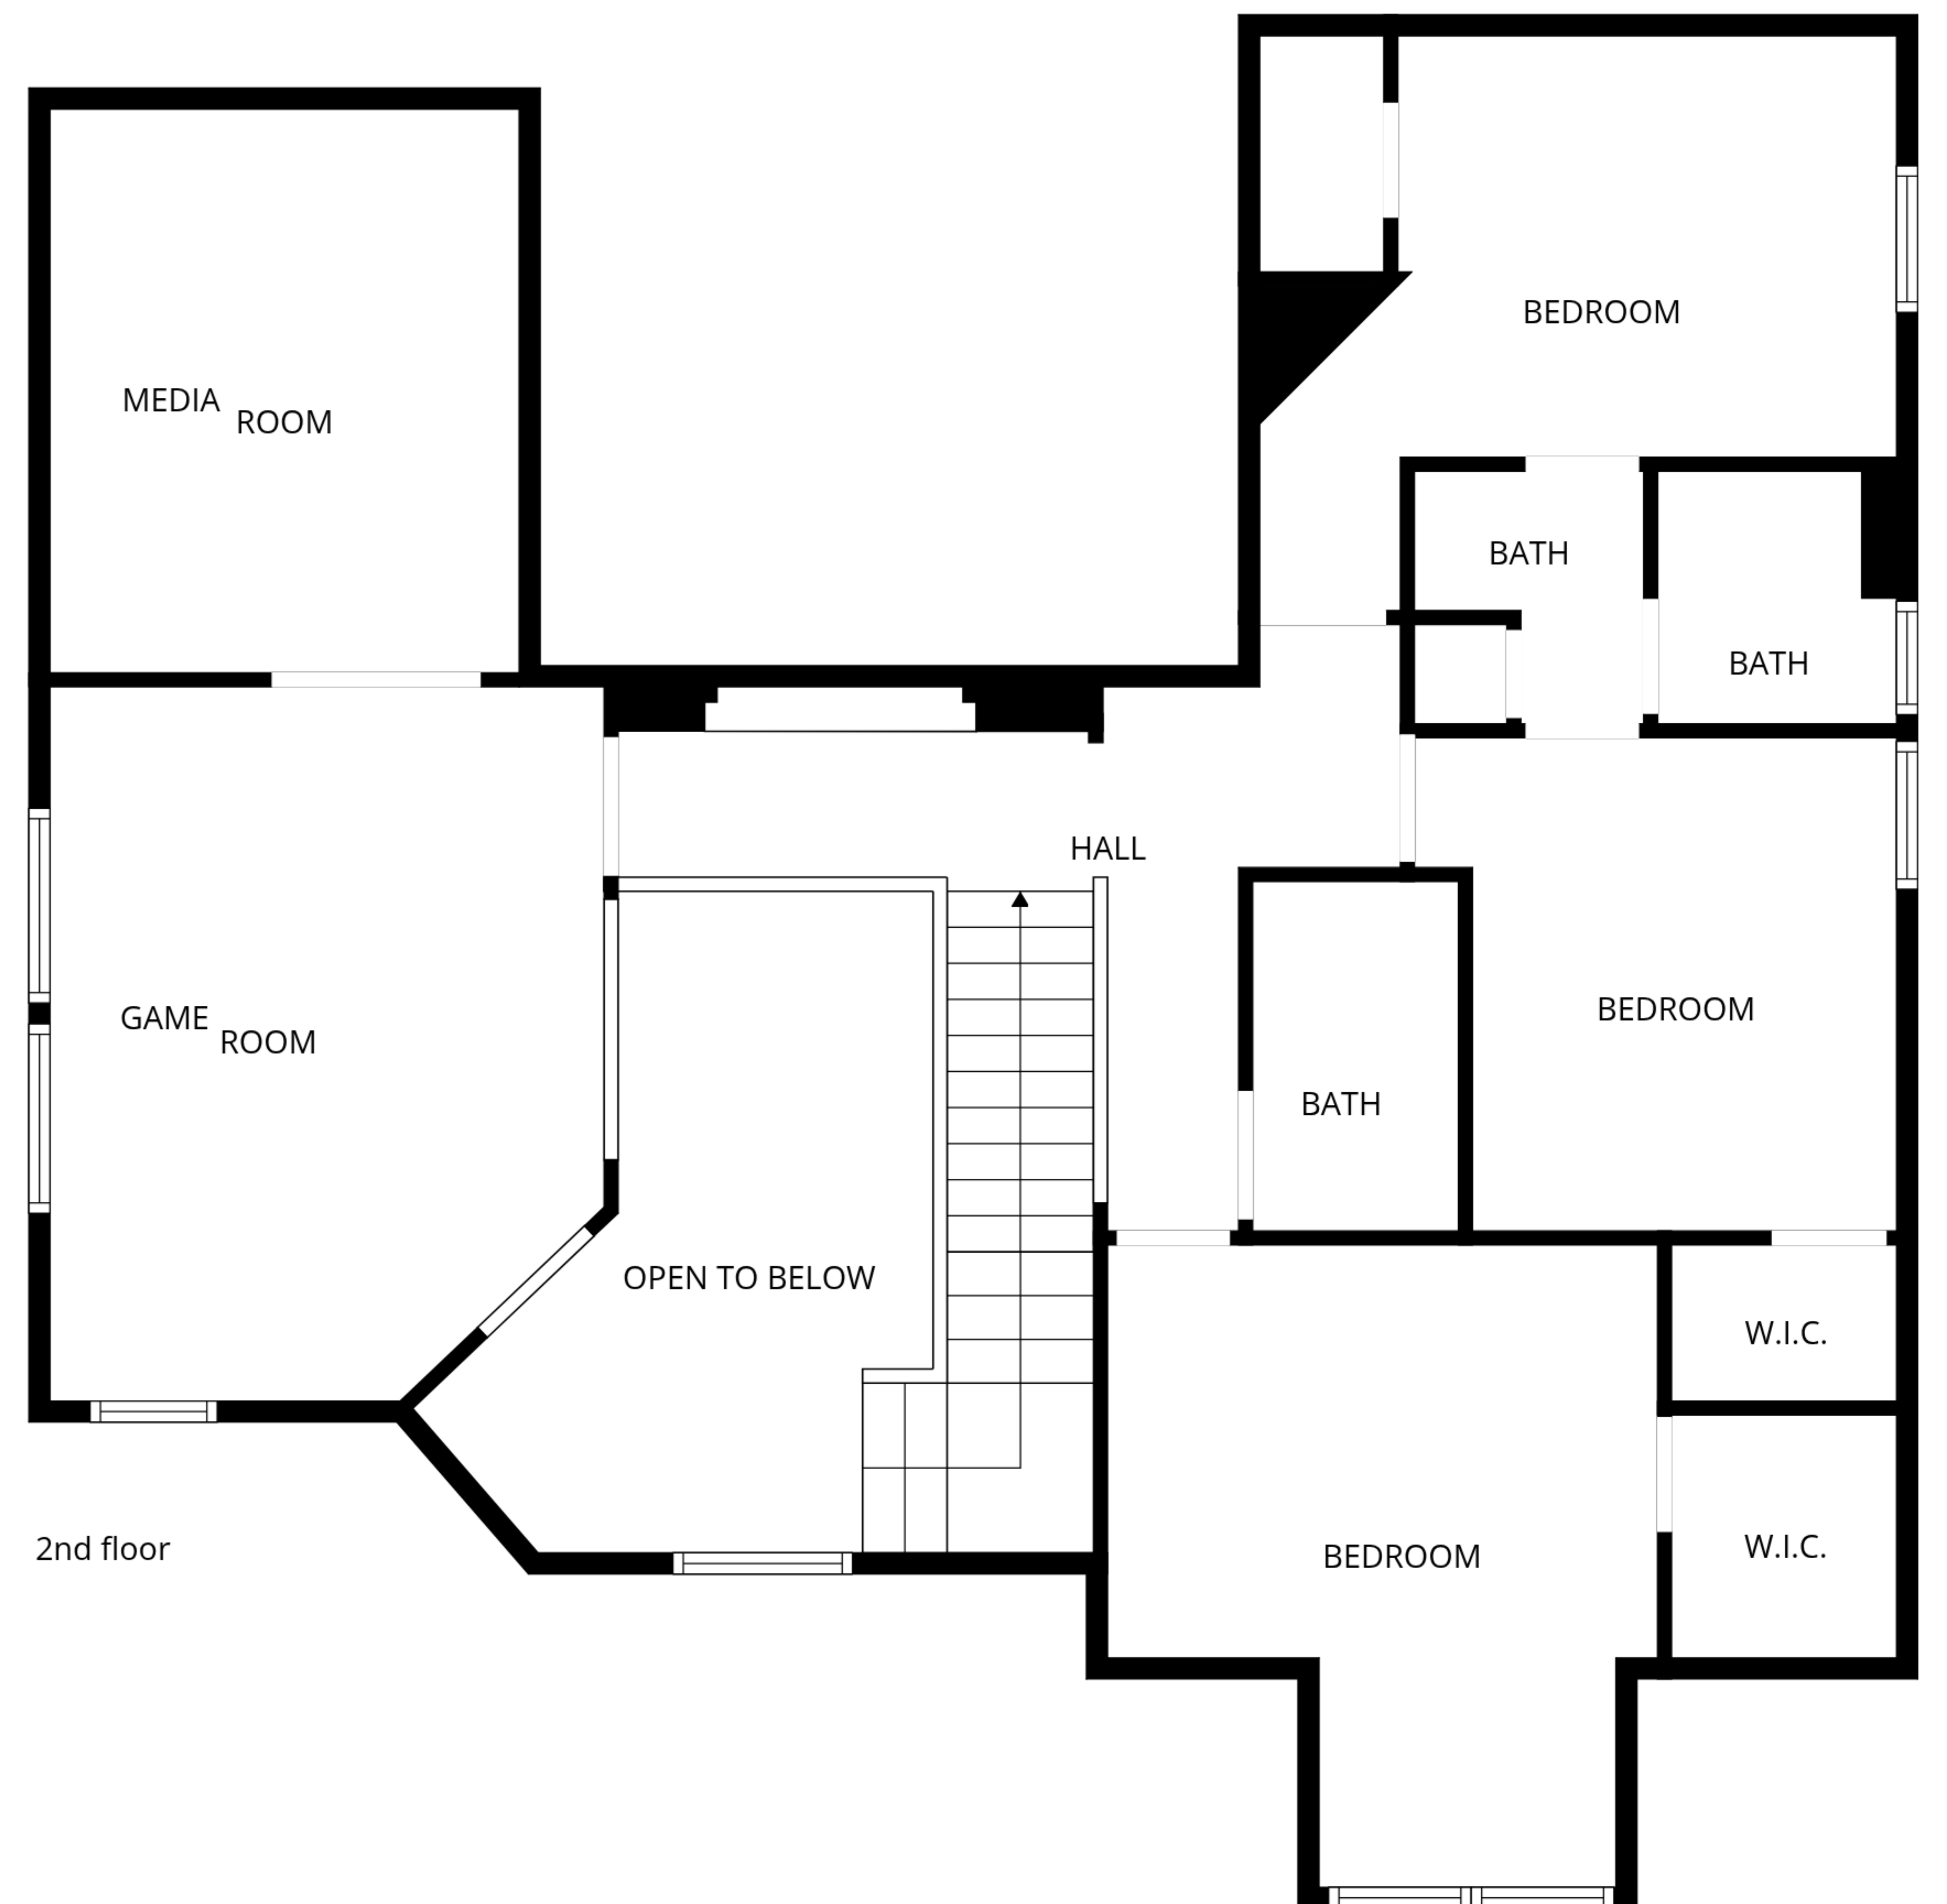 BEDROOM
MEDIA
ROOM
BATH
BATH
HALL
BEDROOM
GAME
ROOM
BATH
OPEN TO BELOW
W.I.C.
W.I.C.
BEDROOM
2nd floor